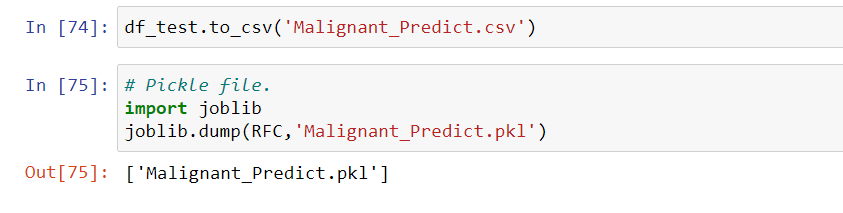 In [74]: df_test.to_csv('Malignant_Predict.csv')
In [75]: # Pickle file.
import joblib
joblib.dump(RFC,'Malignant_Predict.pkl')
Out[75]: ['Malignant_Predict.pkl']